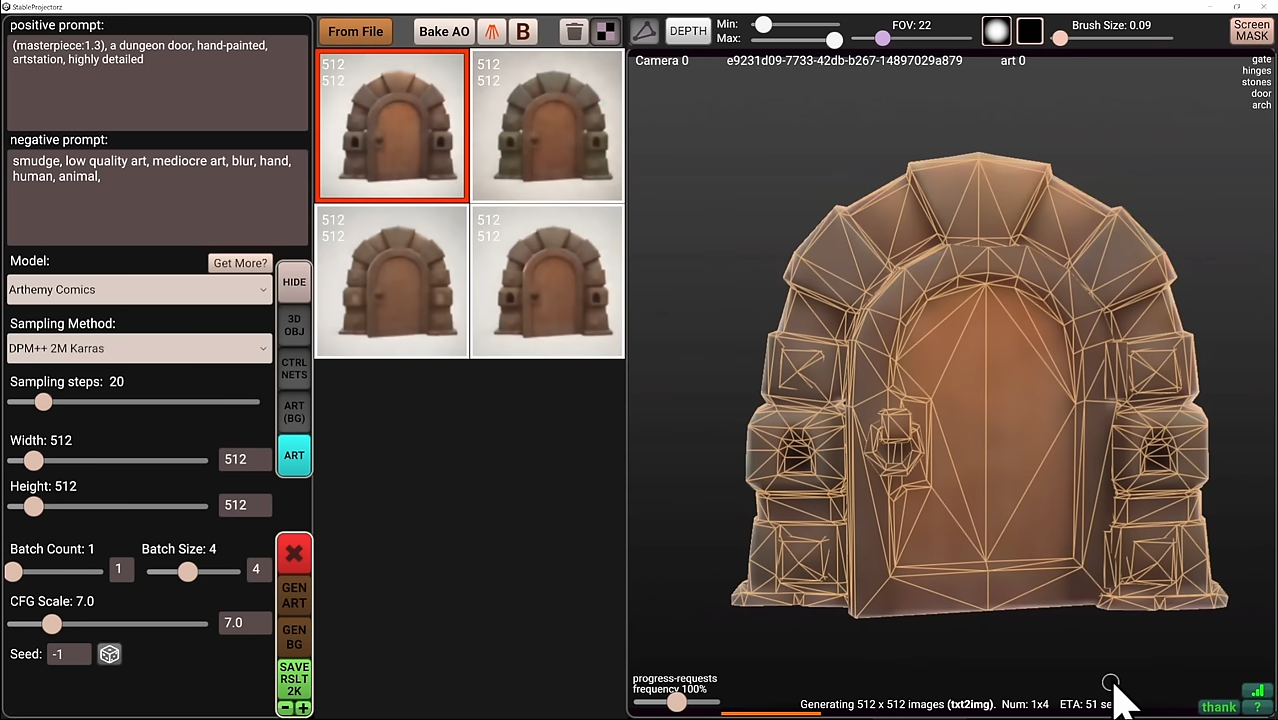 StableProjectorz
positive prompt:
(masterpiece:1.3), a dungeon door, hand-painted,
artstation, highly detailed
negative prompt:
smudge, low quality art, mediocre art, blur, hand,
human, animal,
Model:
Get More?
Arthemy Comics
Sampling Method:
DPM++ 2M Karras
Sampling steps: 20
Width: 512
512
Height: 512
512
Batch Count: 1
Batch Size: 4
1
4
CFG Scale: 7.0
7.0
Seed: -1
HIDE
3D
OBJ
CTRL
NETS
ART
(BG)
ART
GEN
ART
GEN
BG
SAVE
RSLT
2K
From File
Bake AO
B
512
512
512
512
512
512
512
512
DEPTH
Min:
Max:
FOV: 22
Brush Size: 0.09
Screen
MASK
Camera 0
e9231d09-7733-42db-b267-14897029a879
art 0
gate
hinges
stones
door
arch
progress-requests
frequency 100%
Generating 512 x 512 images (txt2img). Num: 1x4 ETA: 51 se
thank
?